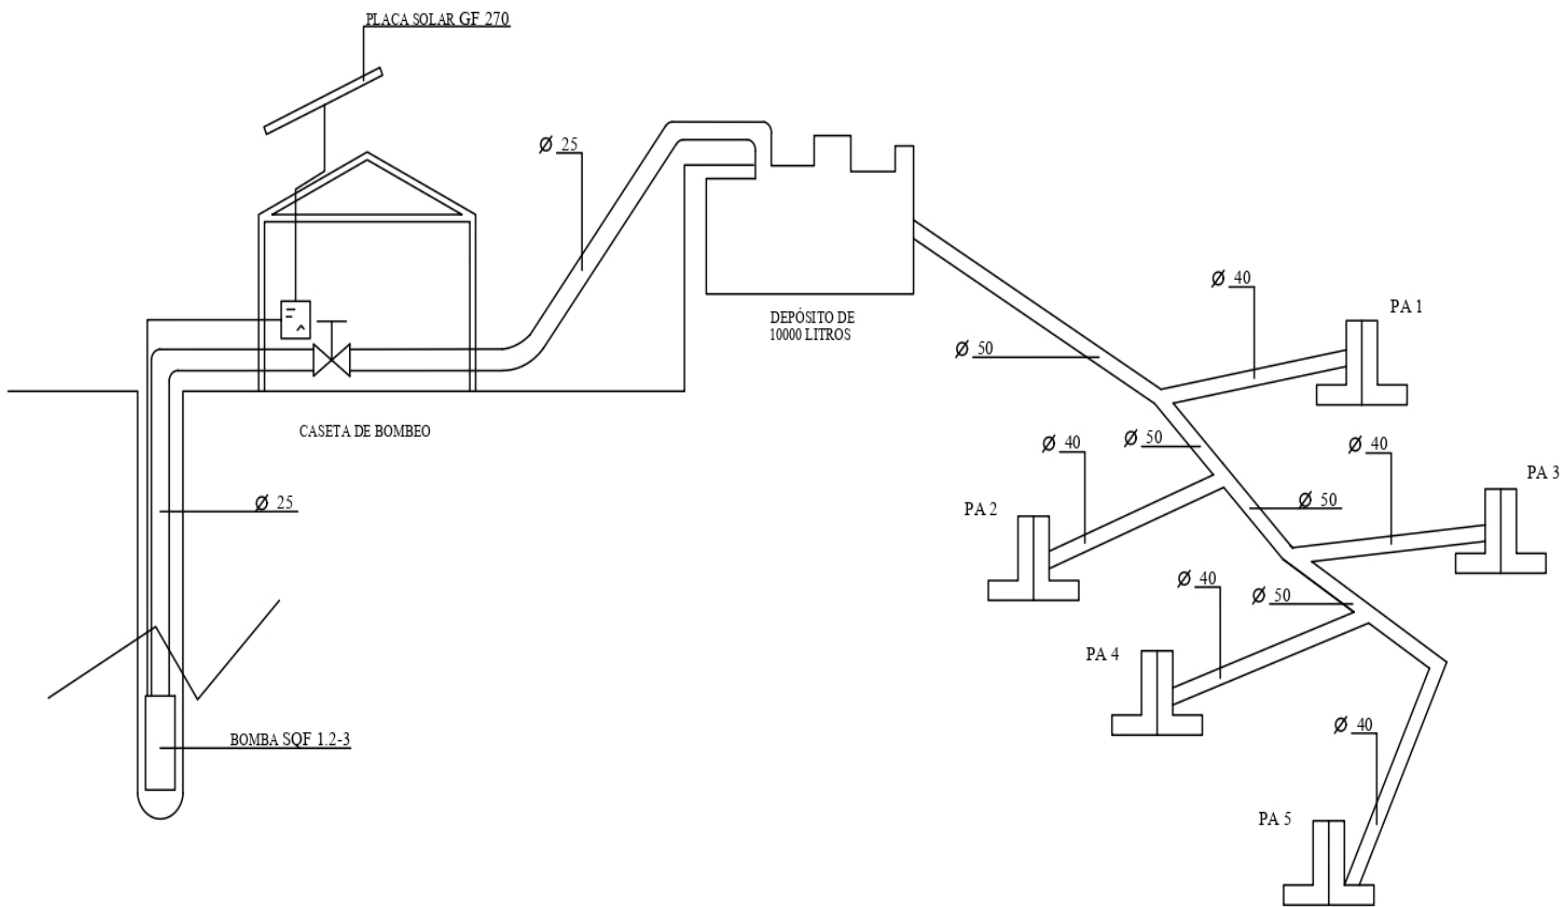 PLACA SOLAR GF 270
Ø 25
DEPÓSITO DE
10000 LITROS
CASETA DE BOMBEO
Ø 25
BOMBA SQF 1.2-3
Ø 50
Ø 40
PA 1
Ø 50
Ø 40
PA 2
Ø 40
PA 3
Ø 50
Ø 40
Ø 50
PA 4
Ø 40
PA 5